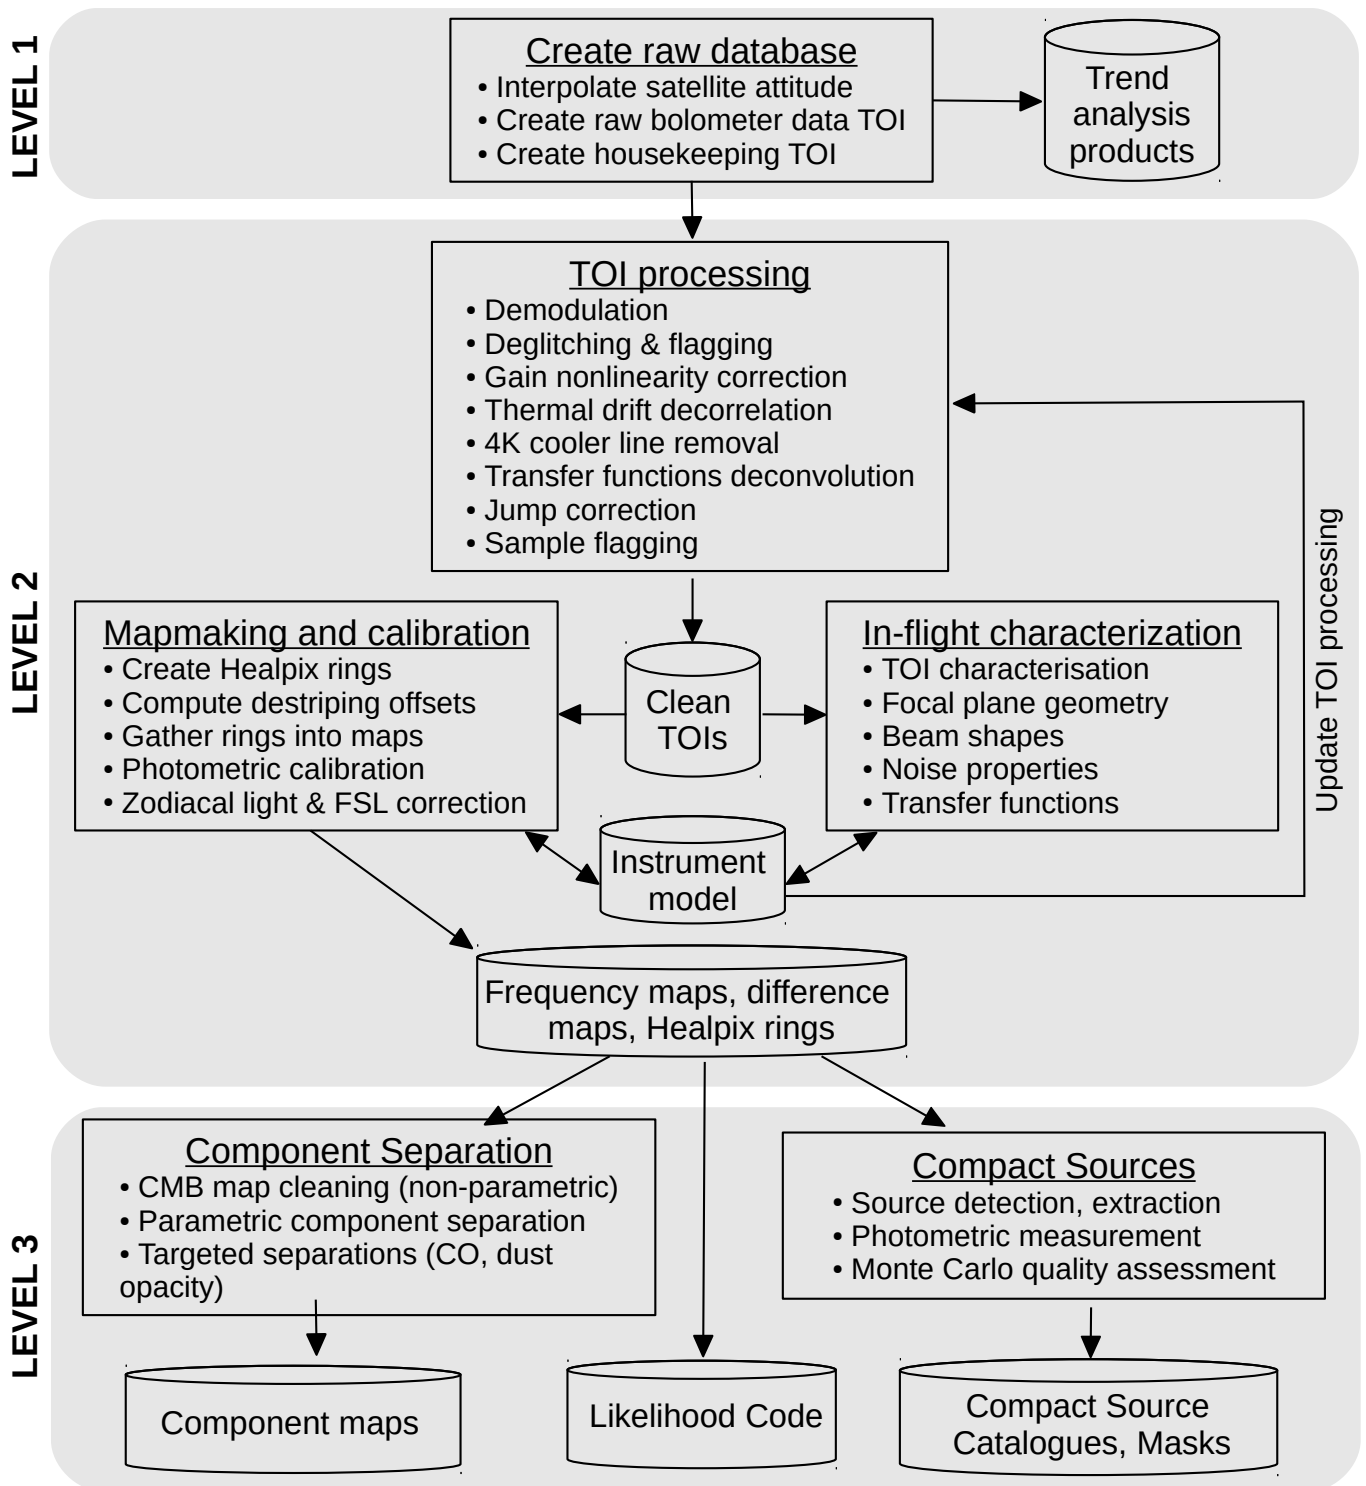 LEVEL 1
Create raw database
• Interpolate satellite attitude
• Create raw bolometer data TOI
• Create housekeeping TOI
Trend
analysis
products
LEVEL 2
TOI processing
• Demodulation
• Deglitching & flagging
• Gain nonlinearity correction
• Thermal drift decorrelation
• 4K cooler line removal
• Transfer functions deconvolution
• Jump correction
• Sample flagging
Mapmaking and calibration
• Create Healpix rings
• Compute destriping offsets
• Gather rings into maps
• Photometric calibration
• Zodiacal light & FSL correction
Clean
TOIs
In-flight characterization
• TOI characterisation
• Focal plane geometry
• Beam shapes
• Noise properties
• Transfer functions
Update TOI processing
Instrument
model
Frequency maps, difference
maps, Healpix rings
LEVEL 3
Component Separation
• CMB map cleaning (non-parametric)
• Parametric component separation
• Targeted separations (CO, dust
opacity)
Compact Sources
• Source detection, extraction
• Photometric measurement
• Monte Carlo quality assessment
Component maps
Likelihood Code
Compact Source
Catalogues, Masks